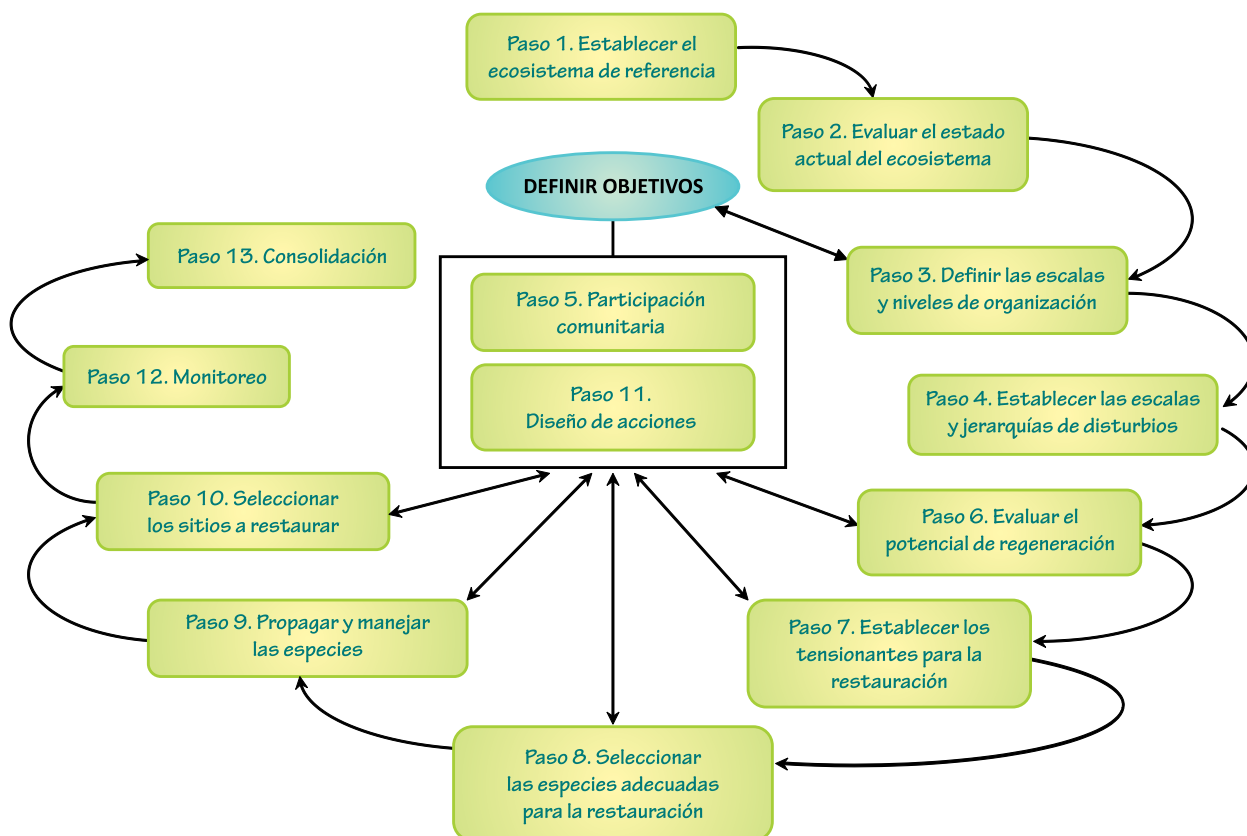 Paso 1. Establecer el
ecosistema de referencia
Paso 2. Evaluar el estado
actual del ecosistema
DEFINIR OBJETIVOS
Paso 13. Consolidación
Paso 3. Definir las escalas
y niveles de organización
Paso 5. Participación
comunitaria
Paso 12. Monitoreo
Paso 11.
Diseño de acciones
Paso 4. Establecer las escalas
y jerarquías de disturbios
Paso 10. Seleccionar
los sitios a restaurar
Paso 6. Evaluar el
potencial de regeneración
Paso 9. Propagar y manejar
las especies
Paso 7. Establecer los
tensionantes para la
restauración
Paso 8. Seleccionar
las especies adecuadas
para la restauración